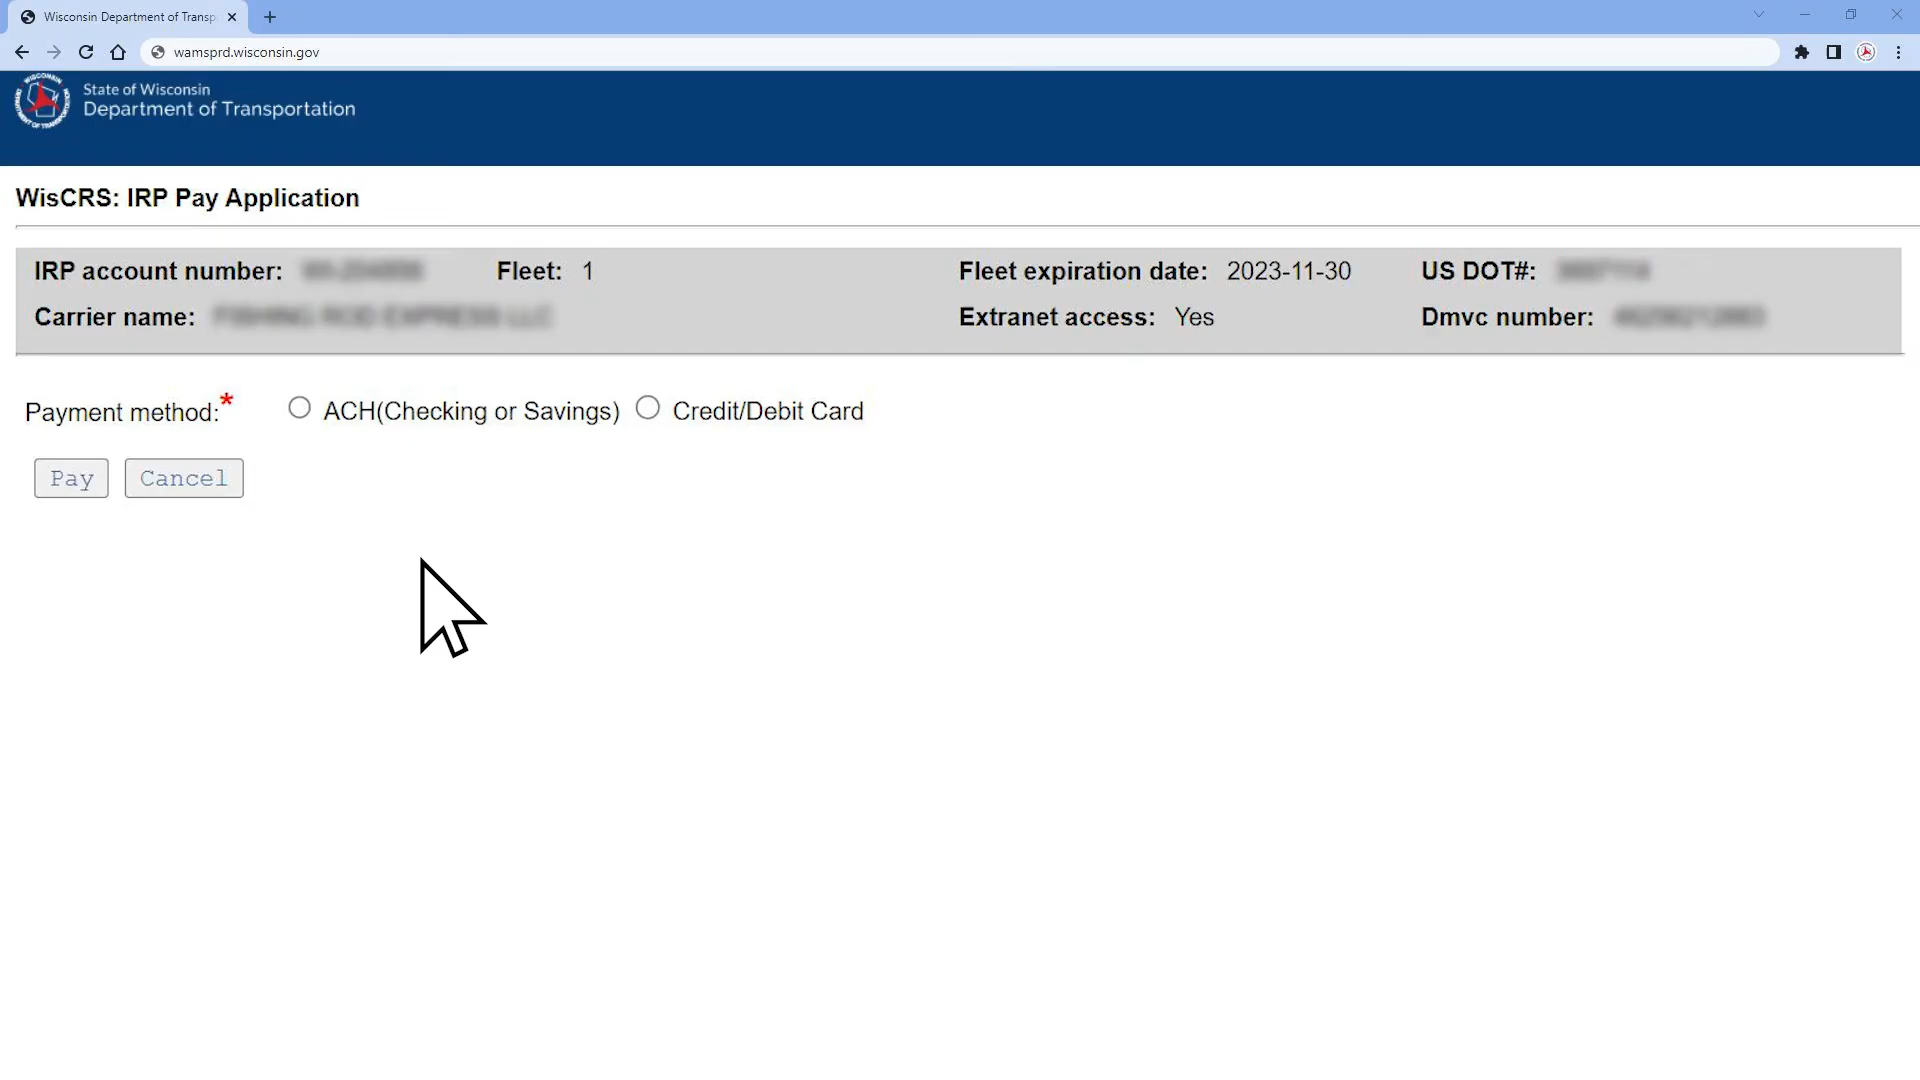 Wisconsin Department of Transp
wamsprd.wisconsin.gov
State of Wisconsin
Department of Transportation
WisCRS: IRP Pay Application
IRP account number: Fleet: 1 Fleet expiration date: 2023-11-30 US DOT#:
Carrier name: Extranet access: Yes Dmvc number:
Payment method:* ACH(Checking or Savings) Credit/Debit Card
Pay Cancel